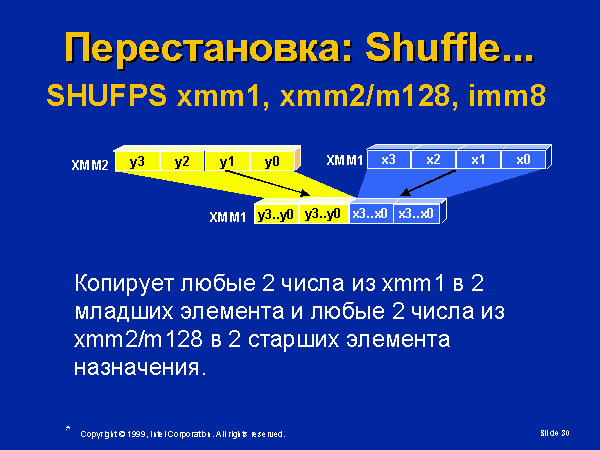 Перестановка: Shuffle...
SHUFPS xmm1, xmm2/m128, imm8
XMM2 y3 y2 y1 y0 XMM1 x3 x2 x1 x0
XMM1 y3..y0 y3..y0 x3..x0 x3..x0
Копирует любые 2 числа из xmm1 в 2
младших элемента и любые 2 числа из
xmm2/m128 в 2 старших элемента
назначения.
* Copyright © 1999, Intel Corporation. All rights reserved.
Slide 30